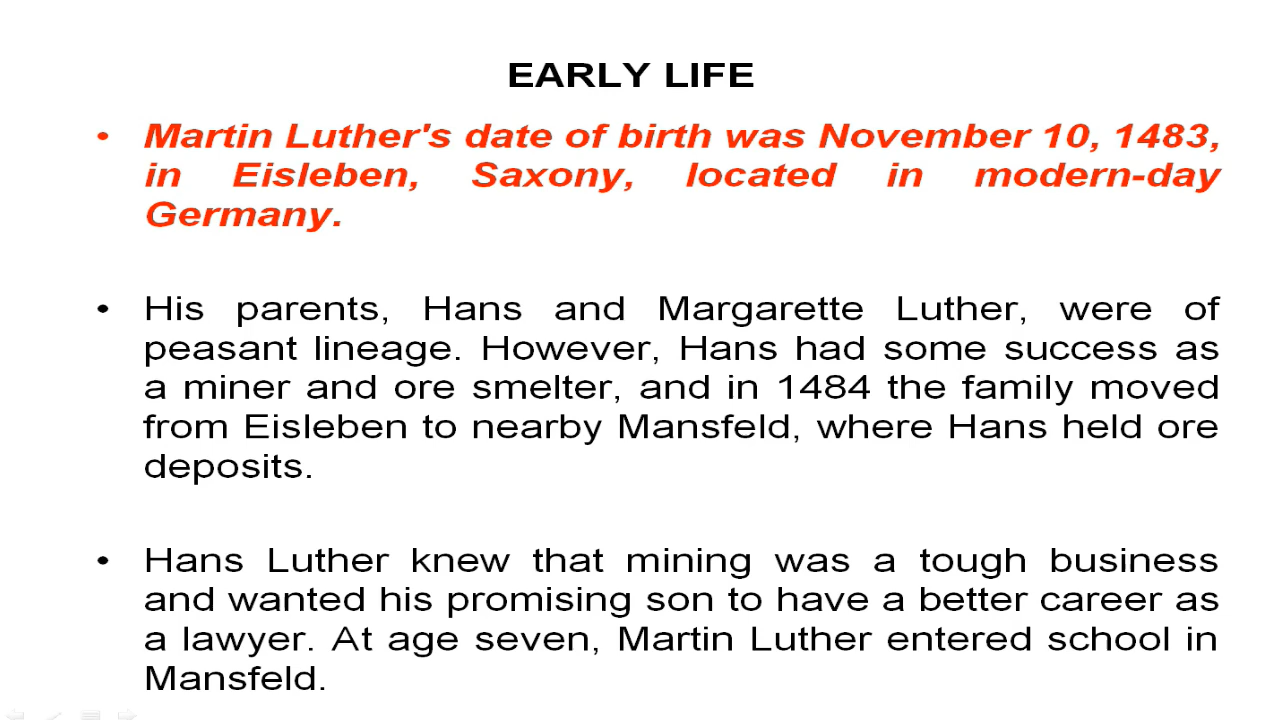 EARLY LIFE
• Martin Luther's date of birth was November 10, 1483,
in Eisleben, Saxony, located in modern-day
Germany.
• His parents, Hans and Margarette Luther, were of
peasant lineage. However, Hans had some success as
a miner and ore smelter, and in 1484 the family moved
from Eisleben to nearby Mansfeld, where Hans held ore
deposits.
• Hans Luther knew that mining was a tough business
and wanted his promising son to have a better career as
a lawyer. At age seven, Martin Luther entered school in
Mansfeld.